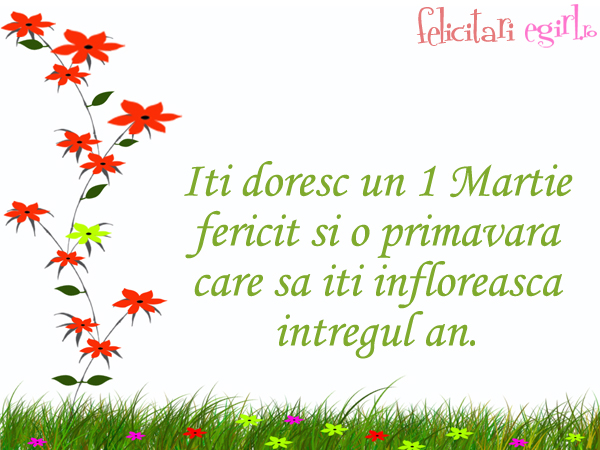 felicitari egirl.ro
Iti doresc un 1 Martie
fericit si o primavara
care sa iti infloreasca
intregul an.